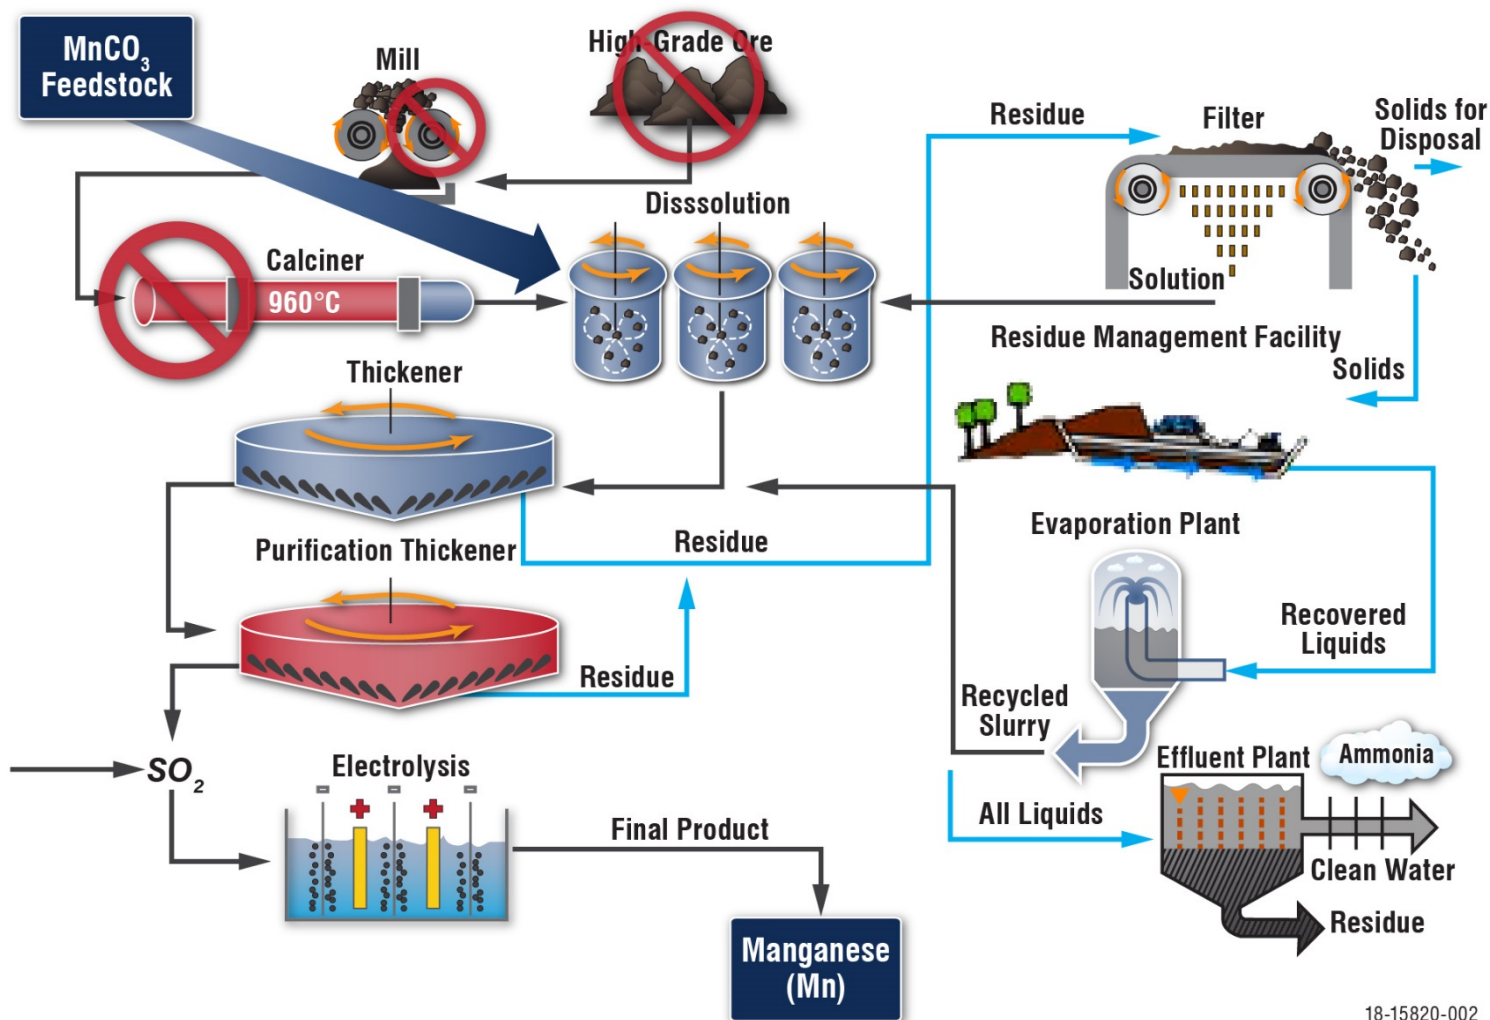 MnCO₃
Feedstock
Mill
High-Grade Ore
Residue
Filter
Solids for
Disposal
Disssolution
Calciner
960°C
Solution
Residue Management Facility
Solids
Thickener
Evaporation Plant
Residue
Purification Thickener
Recovered
Liquids
Residue
Recycled
Slurry
SO₂
Electrolysis
Effluent Plant
Ammonia
All Liquids
Final Product
Clean Water
Residue
Manganese
(Mn)
18-15820-002